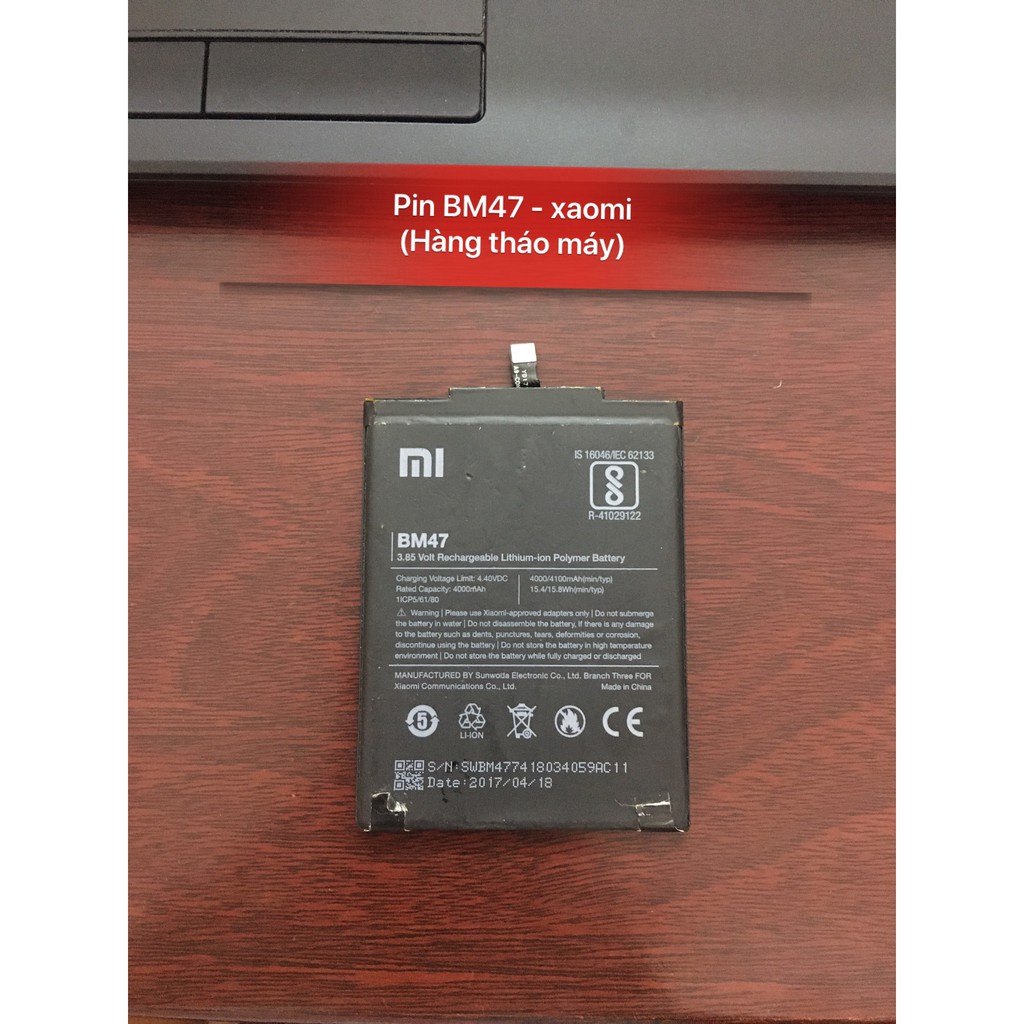 Pin BM47 - xaomi
(Hàng tháo máy)
mi
IS 16046/IEC 62133
R-41029122
BM47
3.85 Volt Rechargeable Lithium-ion Polymer Battery
Charging Voltage Limit: 4.40VDC
Rated Capacity: 4000mAh
1ICP5/61/80
4000/4100mAh(min/typ)
15.4/15.8Wh(min/typ)
Warning | Please use Xiaomi-approved adapters only | Do not submerge
the battery in water | Do not disassemble the battery, If there is any damage
to the battery such as dents, punctures, tears, deformities or corrosion,
discontinue using the battery | Do not store the battery in high temperature
environment | Do not store the battery while fully charged or discharged
MANUFACTURED BY Sunwoda Electronic Co., Ltd. Branch Three FOR
Xiaomi Communications Co., Ltd.
Made in China
5
LI-ION
CE
S/N:SWBM477418034059AC11
Date:2017/04/18